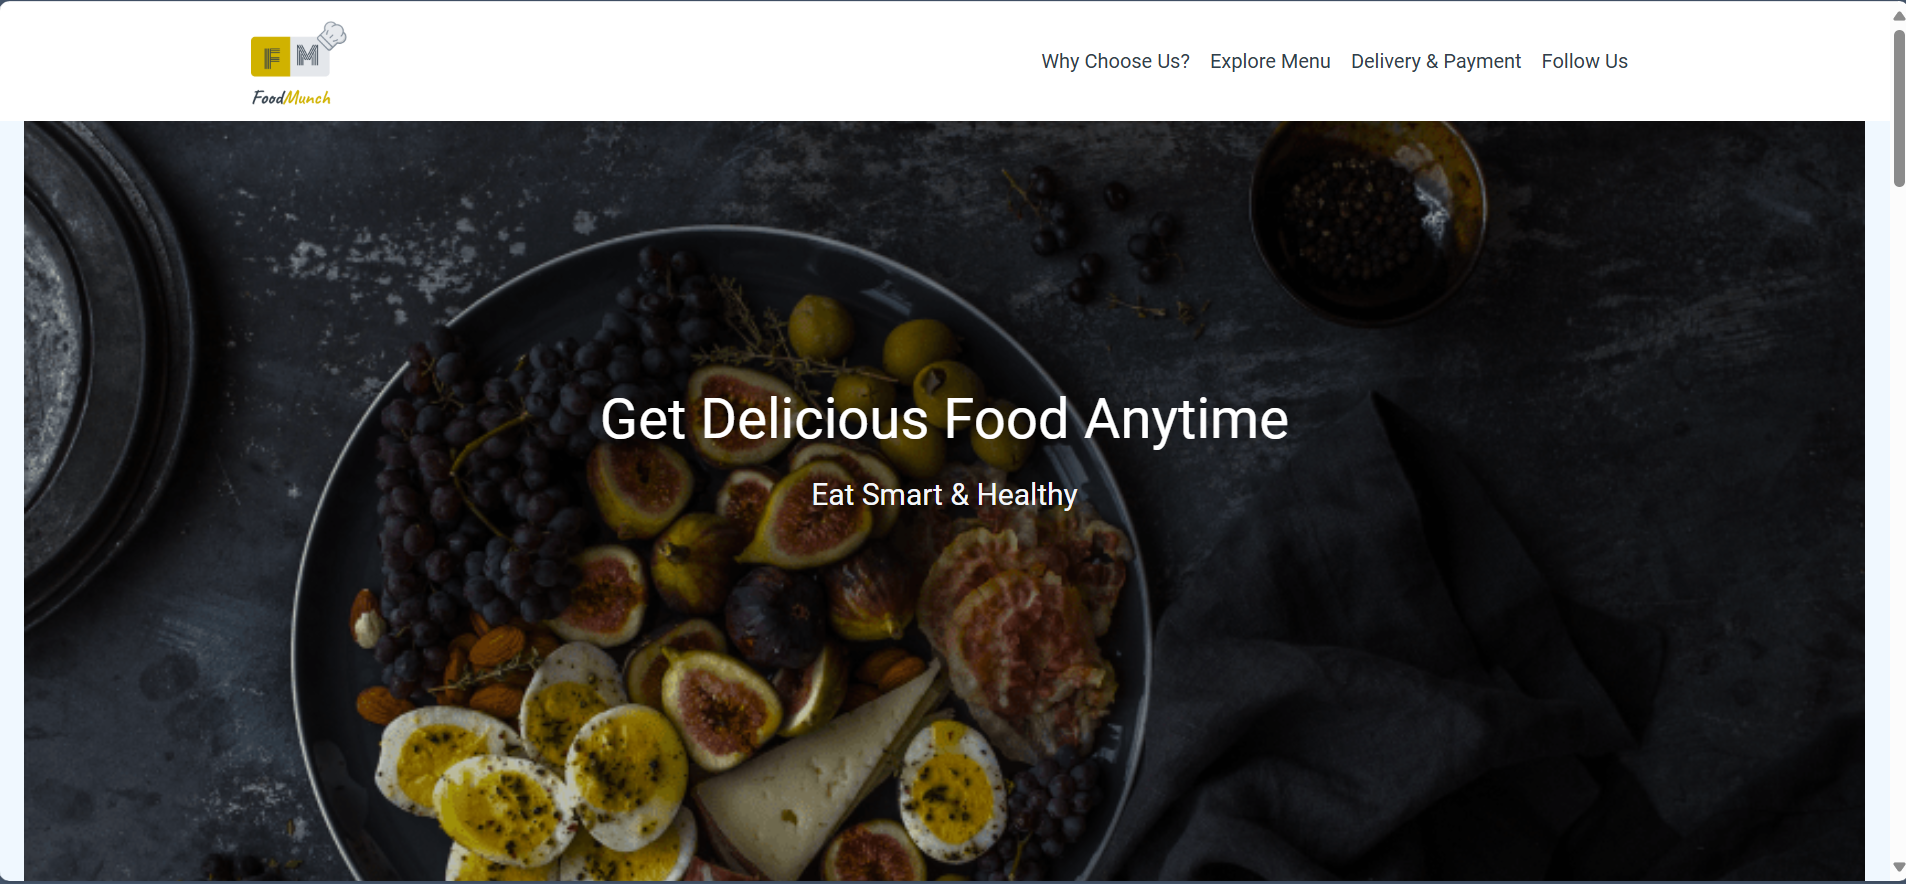 F M
FoodMunch
Why Choose Us? Explore Menu Delivery & Payment Follow Us
Get Delicious Food Anytime
Eat Smart & Healthy